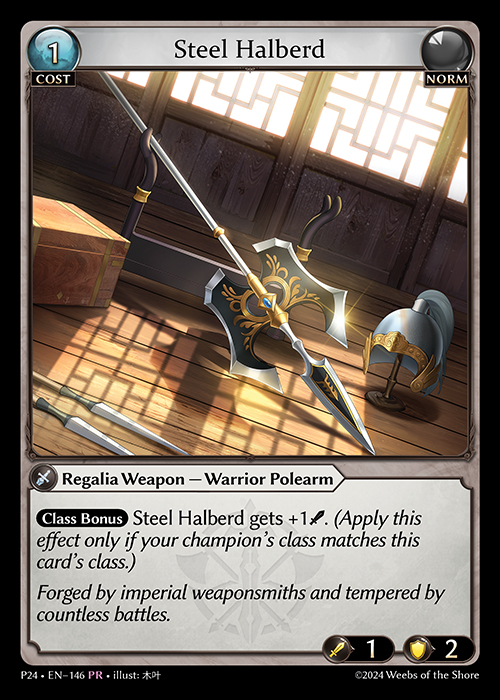 1
Steel Halberd
COST
NORM
Regalia Weapon — Warrior Polearm
Class Bonus Steel Halberd gets +1. (Apply this
effect only if your champion's class matches this
card's class.)
Forged by imperial weaponsmiths and tempered by
countless battles.
1
2
P24 • EN-146 PR • illust: 木叶
©2024 Weebs of the Shore